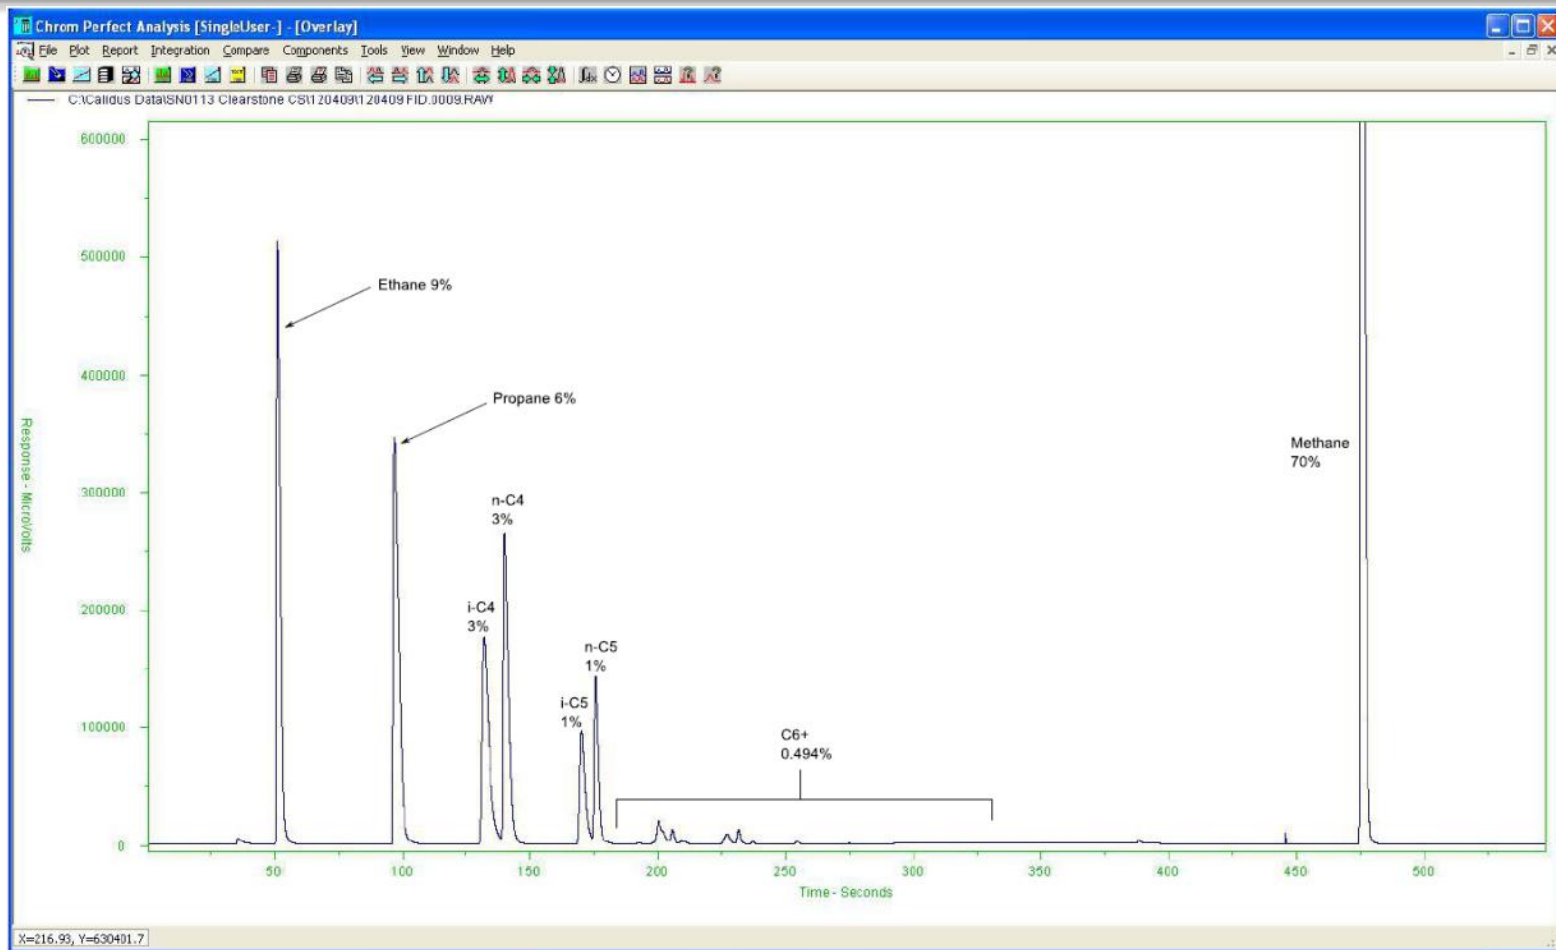 Chrom Perfect Analysis [SingleUser-] - [Overlay]
File Plot Report Integration Compare Components Tools View Window Help
C:\Calidus Data\SN0113 Clearstone CS\120409\120409 FID.0009.RAW
600000
500000
400000
300000
200000
100000
0
Response - MicroVolts
Ethane 9%
Propane 6%
Methane
70%
n-C4
3%
i-C4
3%
n-C5
1%
i-C5
1%
C6+
0.494%
50 100 150 200 250 300 350 400 450 500
Time - Seconds
X=216.93, Y=630401.7